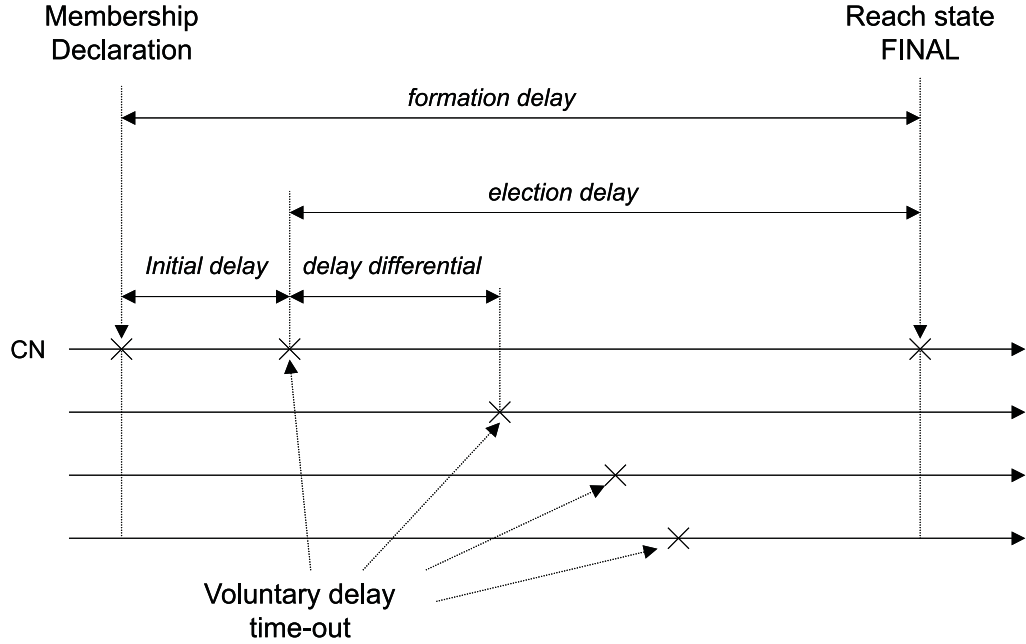 Membership
Declaration
Reach state
FINAL
formation delay
election delay
Initial delay
delay differential
CN
Voluntary delay
time-out